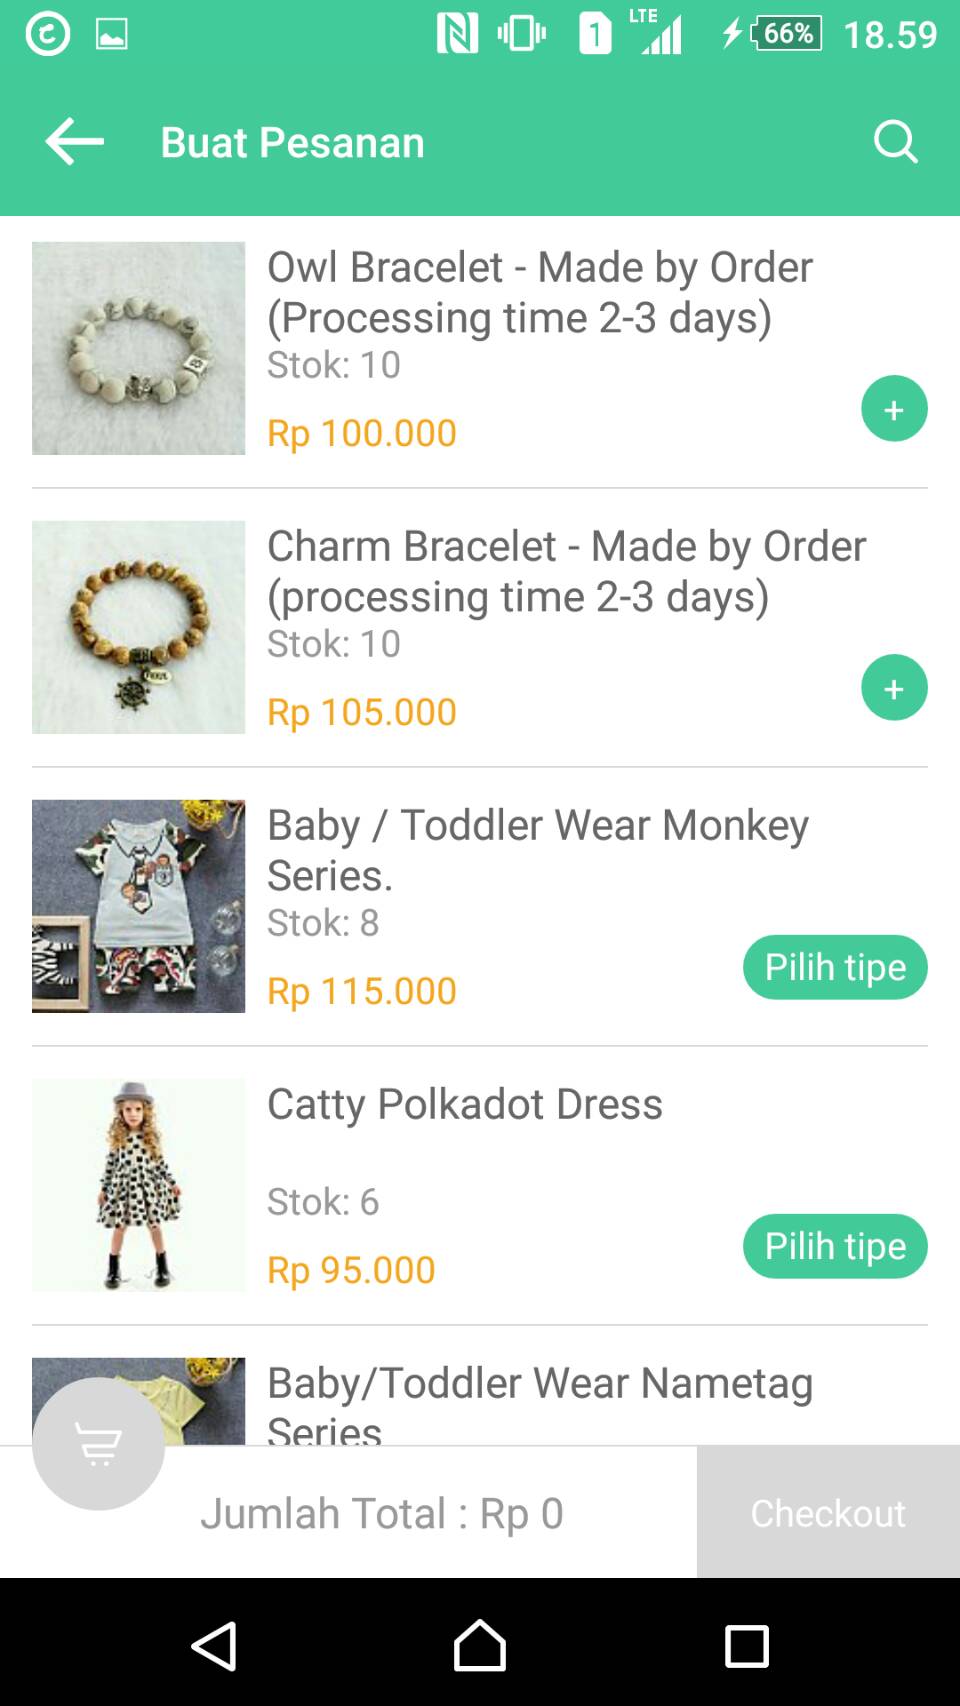 1 LTE 66% 18.59
Buat Pesanan
Owl Bracelet - Made by Order
(Processing time 2-3 days)
Stok: 10
Rp 100.000
+
Charm Bracelet - Made by Order
(processing time 2-3 days)
Stok: 10
Rp 105.000
+
Baby / Toddler Wear Monkey
Series.
Stok: 8
Rp 115.000
Pilih tipe
Catty Polkadot Dress
Stok: 6
Rp 95.000
Pilih tipe
Baby/Toddler Wear Nametag
Series
Jumlah Total : Rp 0
Checkout